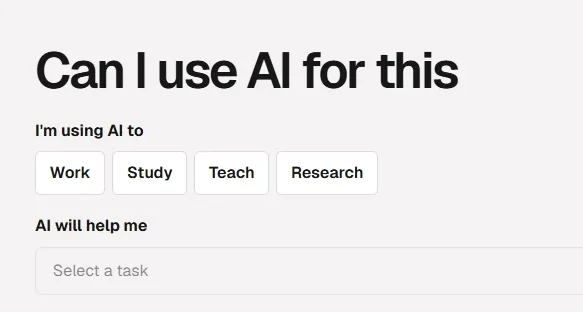 Can I use AI for this
I'm using AI to
Work Study Teach Research
AI will help me
Select a task